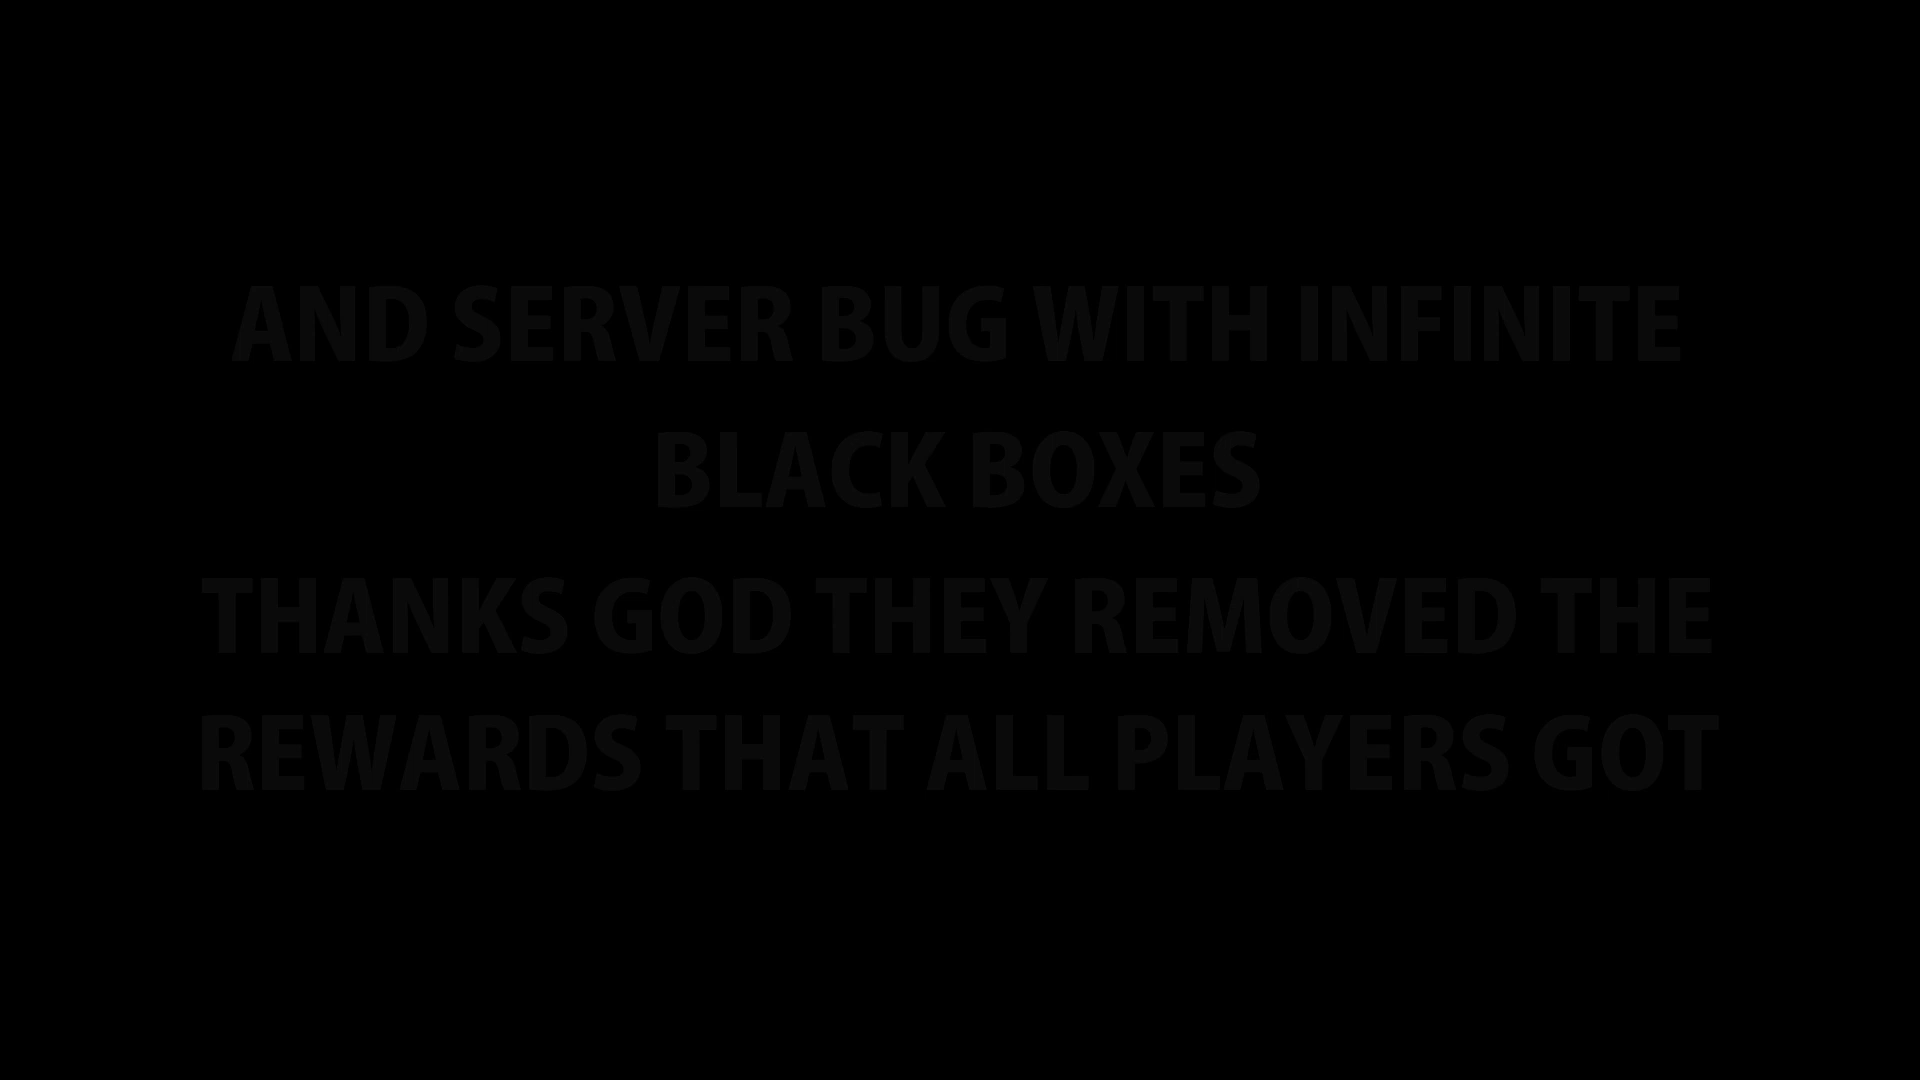 AND SERVER BUG WITH INFINITE
BLACK BOXES
THANKS GOD THEY REMOVED THE
REWARDS THAT ALL PLAYERS GOT